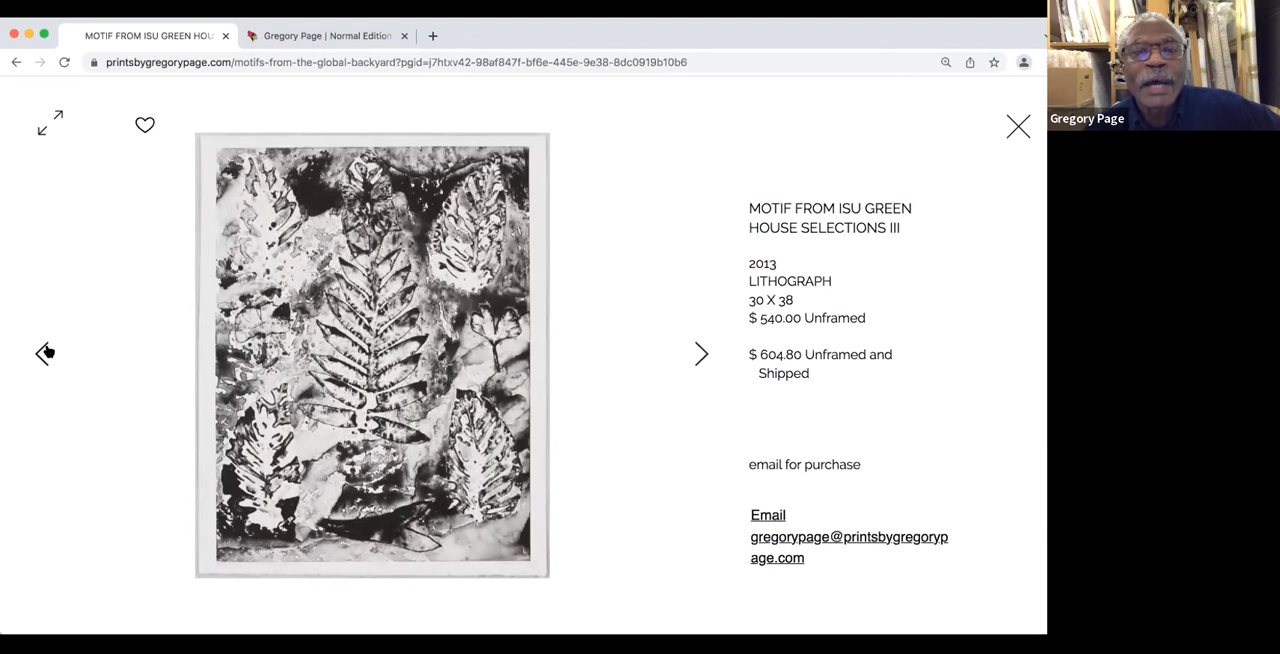 MOTIF FROM ISU GREEN HOU
Gregory Page | Normal Edition
printsbygregorypage.com/motifs-from-the-global-backyard?pgid=j7htxv42-98af847f-bf6e-445e-9e38-8dc0919b10b6
Gregory Page
MOTIF FROM ISU GREEN
HOUSE SELECTIONS III
2013
LITHOGRAPH
30 X 38
$ 540.00 Unframed
$ 604.80 Unframed and
Shipped
email for purchase
Email
gregorypage@printsbygregoryp
age.com